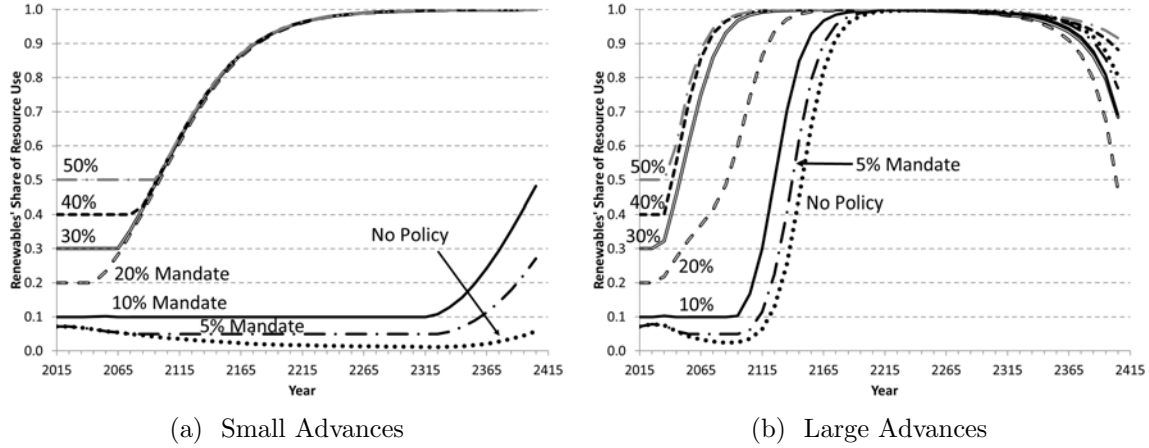 Renewables' Share of Resource Use
1.0
0.9
0.8
0.7
0.6
0.5
0.4
0.3
0.2
0.1
0.0
50%
40%
30%
20% Mandate
10% Mandate
5% Mandate
No Policy
2015 2065 2115 2165 2215 2265 2315 2365 2415
Year
(a) Small Advances
Renewables' Share of Resource Use
1.0
0.9
0.8
0.7
0.6
0.5
0.4
0.3
0.2
0.1
0.0
50%
40%
30%
20%
10%
5% Mandate
No Policy
2015 2065 2115 2165 2215 2265 2315 2365 2415
Year
(b) Large Advances